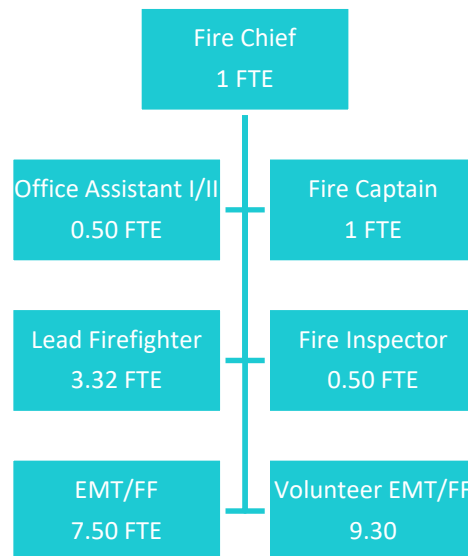 Fire Chief
1 FTE
Office Assistant I/II
0.50 FTE
Fire Captain
1 FTE
Lead Firefighter
3.32 FTE
Fire Inspector
0.50 FTE
EMT/FF
7.50 FTE
Volunteer EMT/FF
9.30